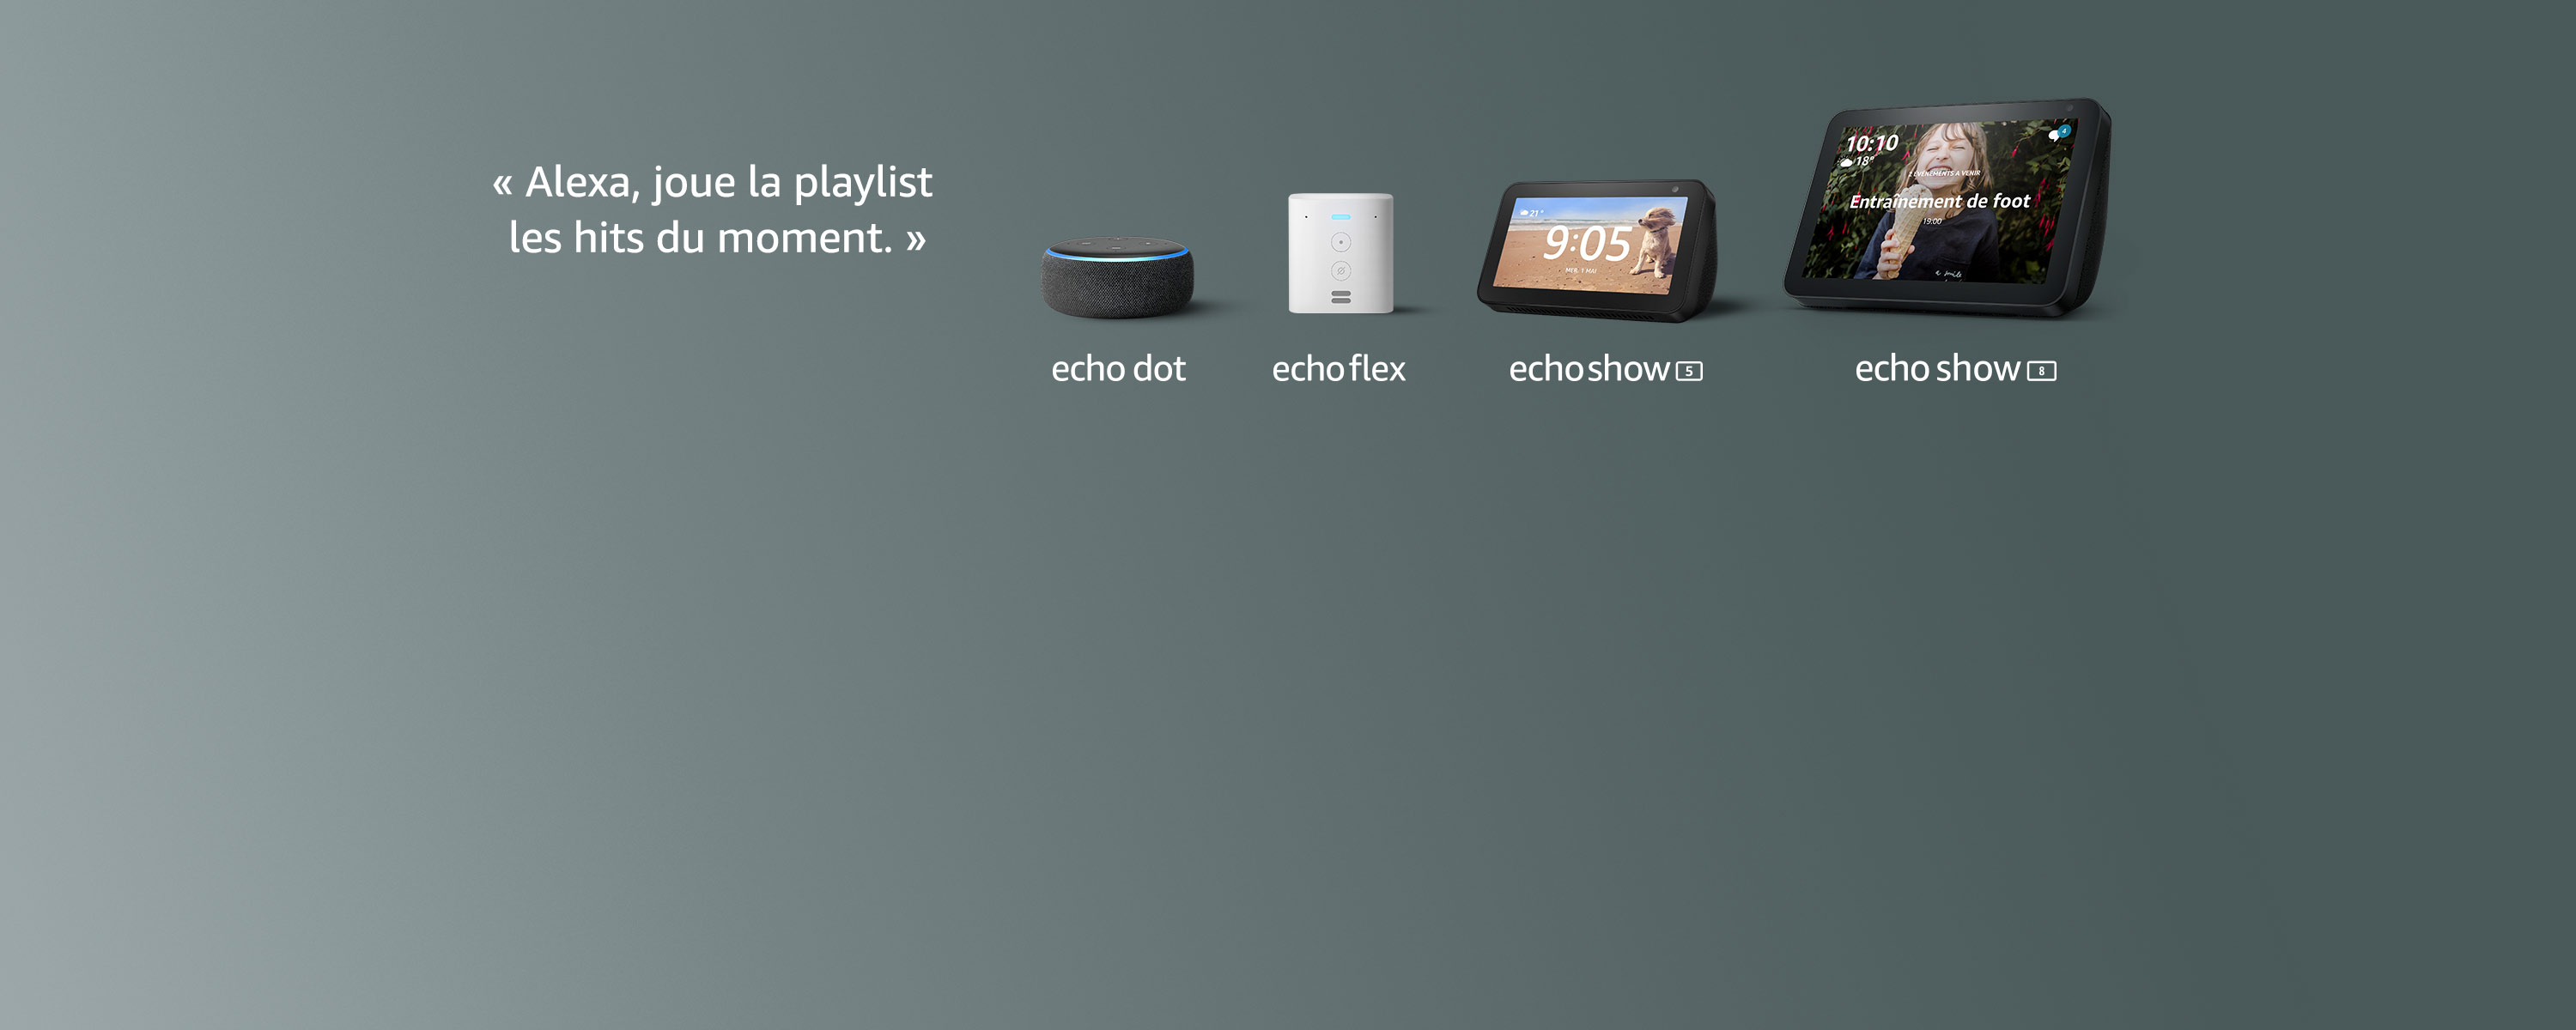 « Alexa, joue la playlist
les hits du moment. »
21°
9:05
MER. 1 MAI
10:10
18°
4
2 ÉVÉNEMENTS À VENIR
Entraînement de foot
19:00
echo dot
echo flex
echo show 5
echo show 8